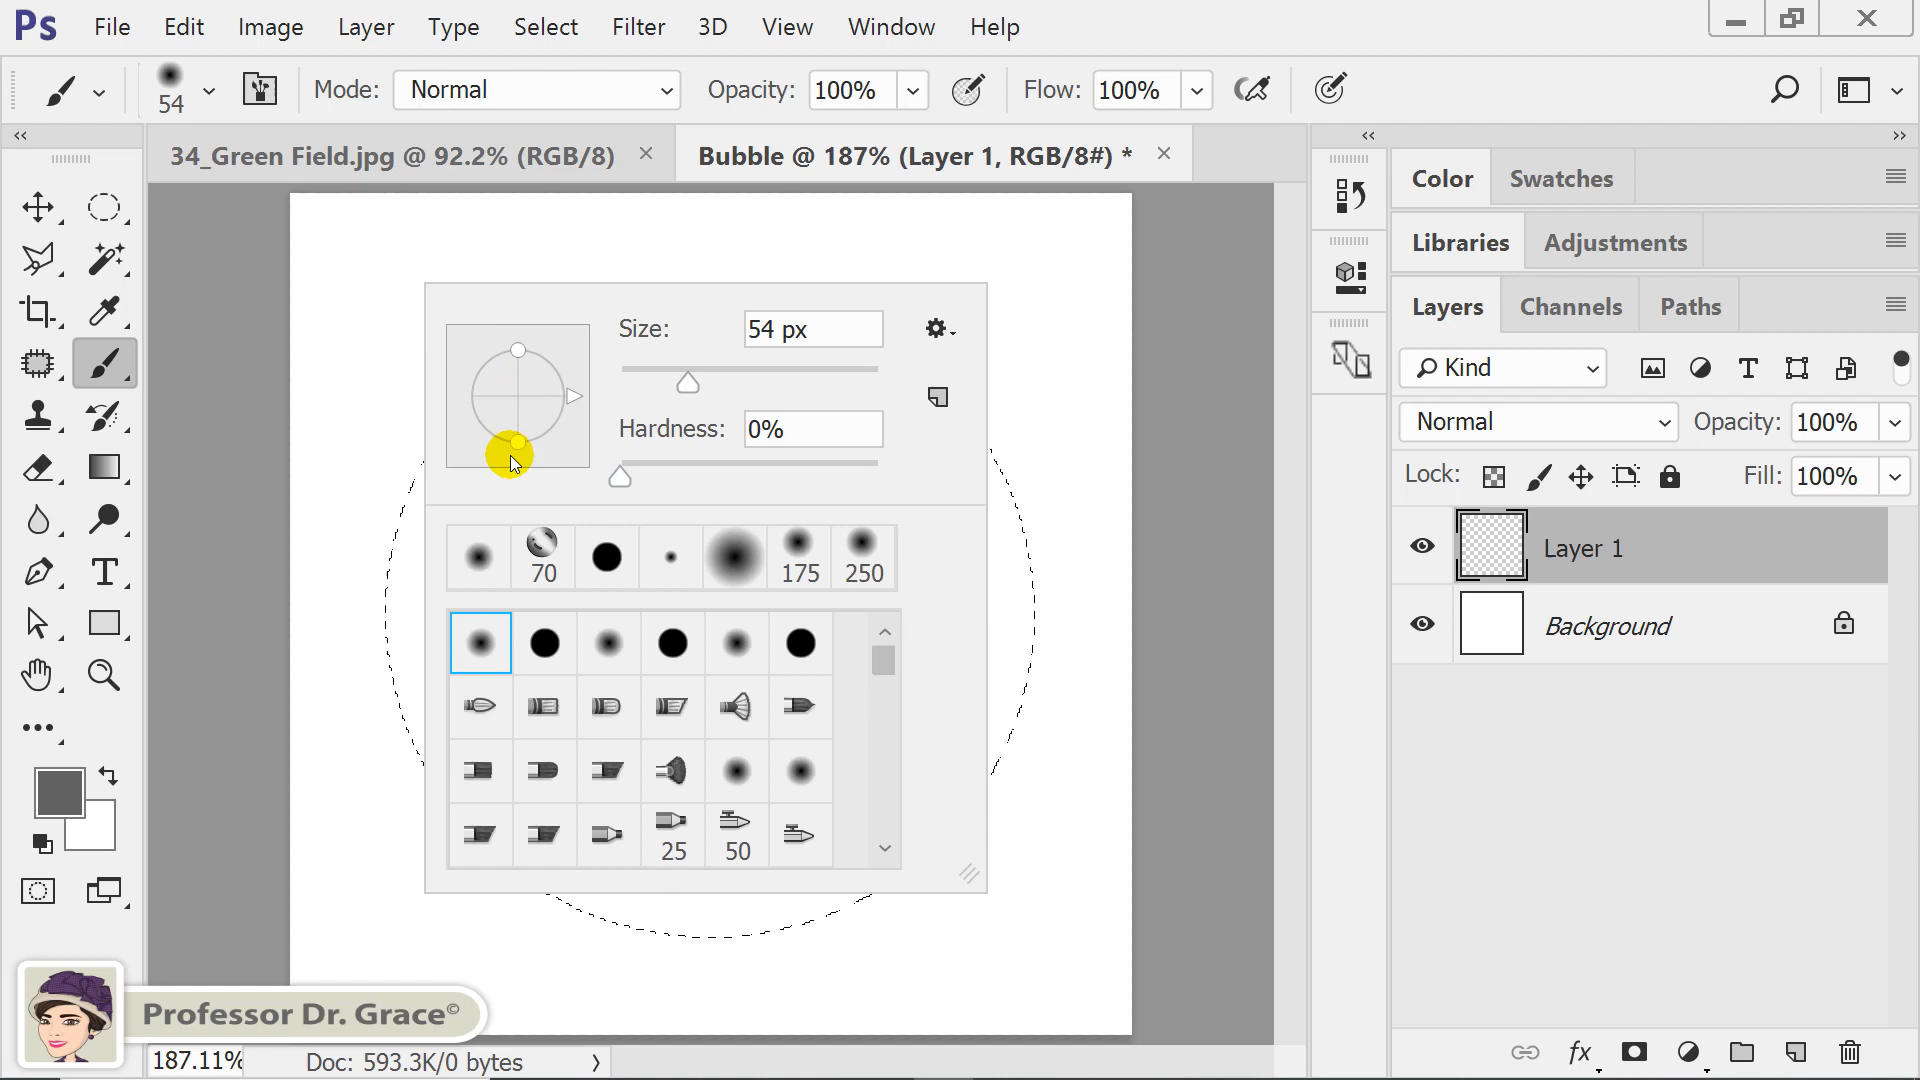 Ps File Edit Image Layer Type Select Filter 3D View Window Help
54 Mode: Normal Opacity: 100% Flow: 100%
34_Green Field.jpg @ 92.2% (RGB/8) × Bubble @ 187% (Layer 1, RGB/8#) * ×
Size: 54 px
Hardness: 0%
70 175 250
25 50
Color Swatches
Libraries Adjustments
Layers Channels Paths
Kind
Normal Opacity: 100%
Lock: Fill: 100%
Layer 1
Background
fx
Professor Dr. Grace©
187.11% Doc: 593.3K/0 bytes